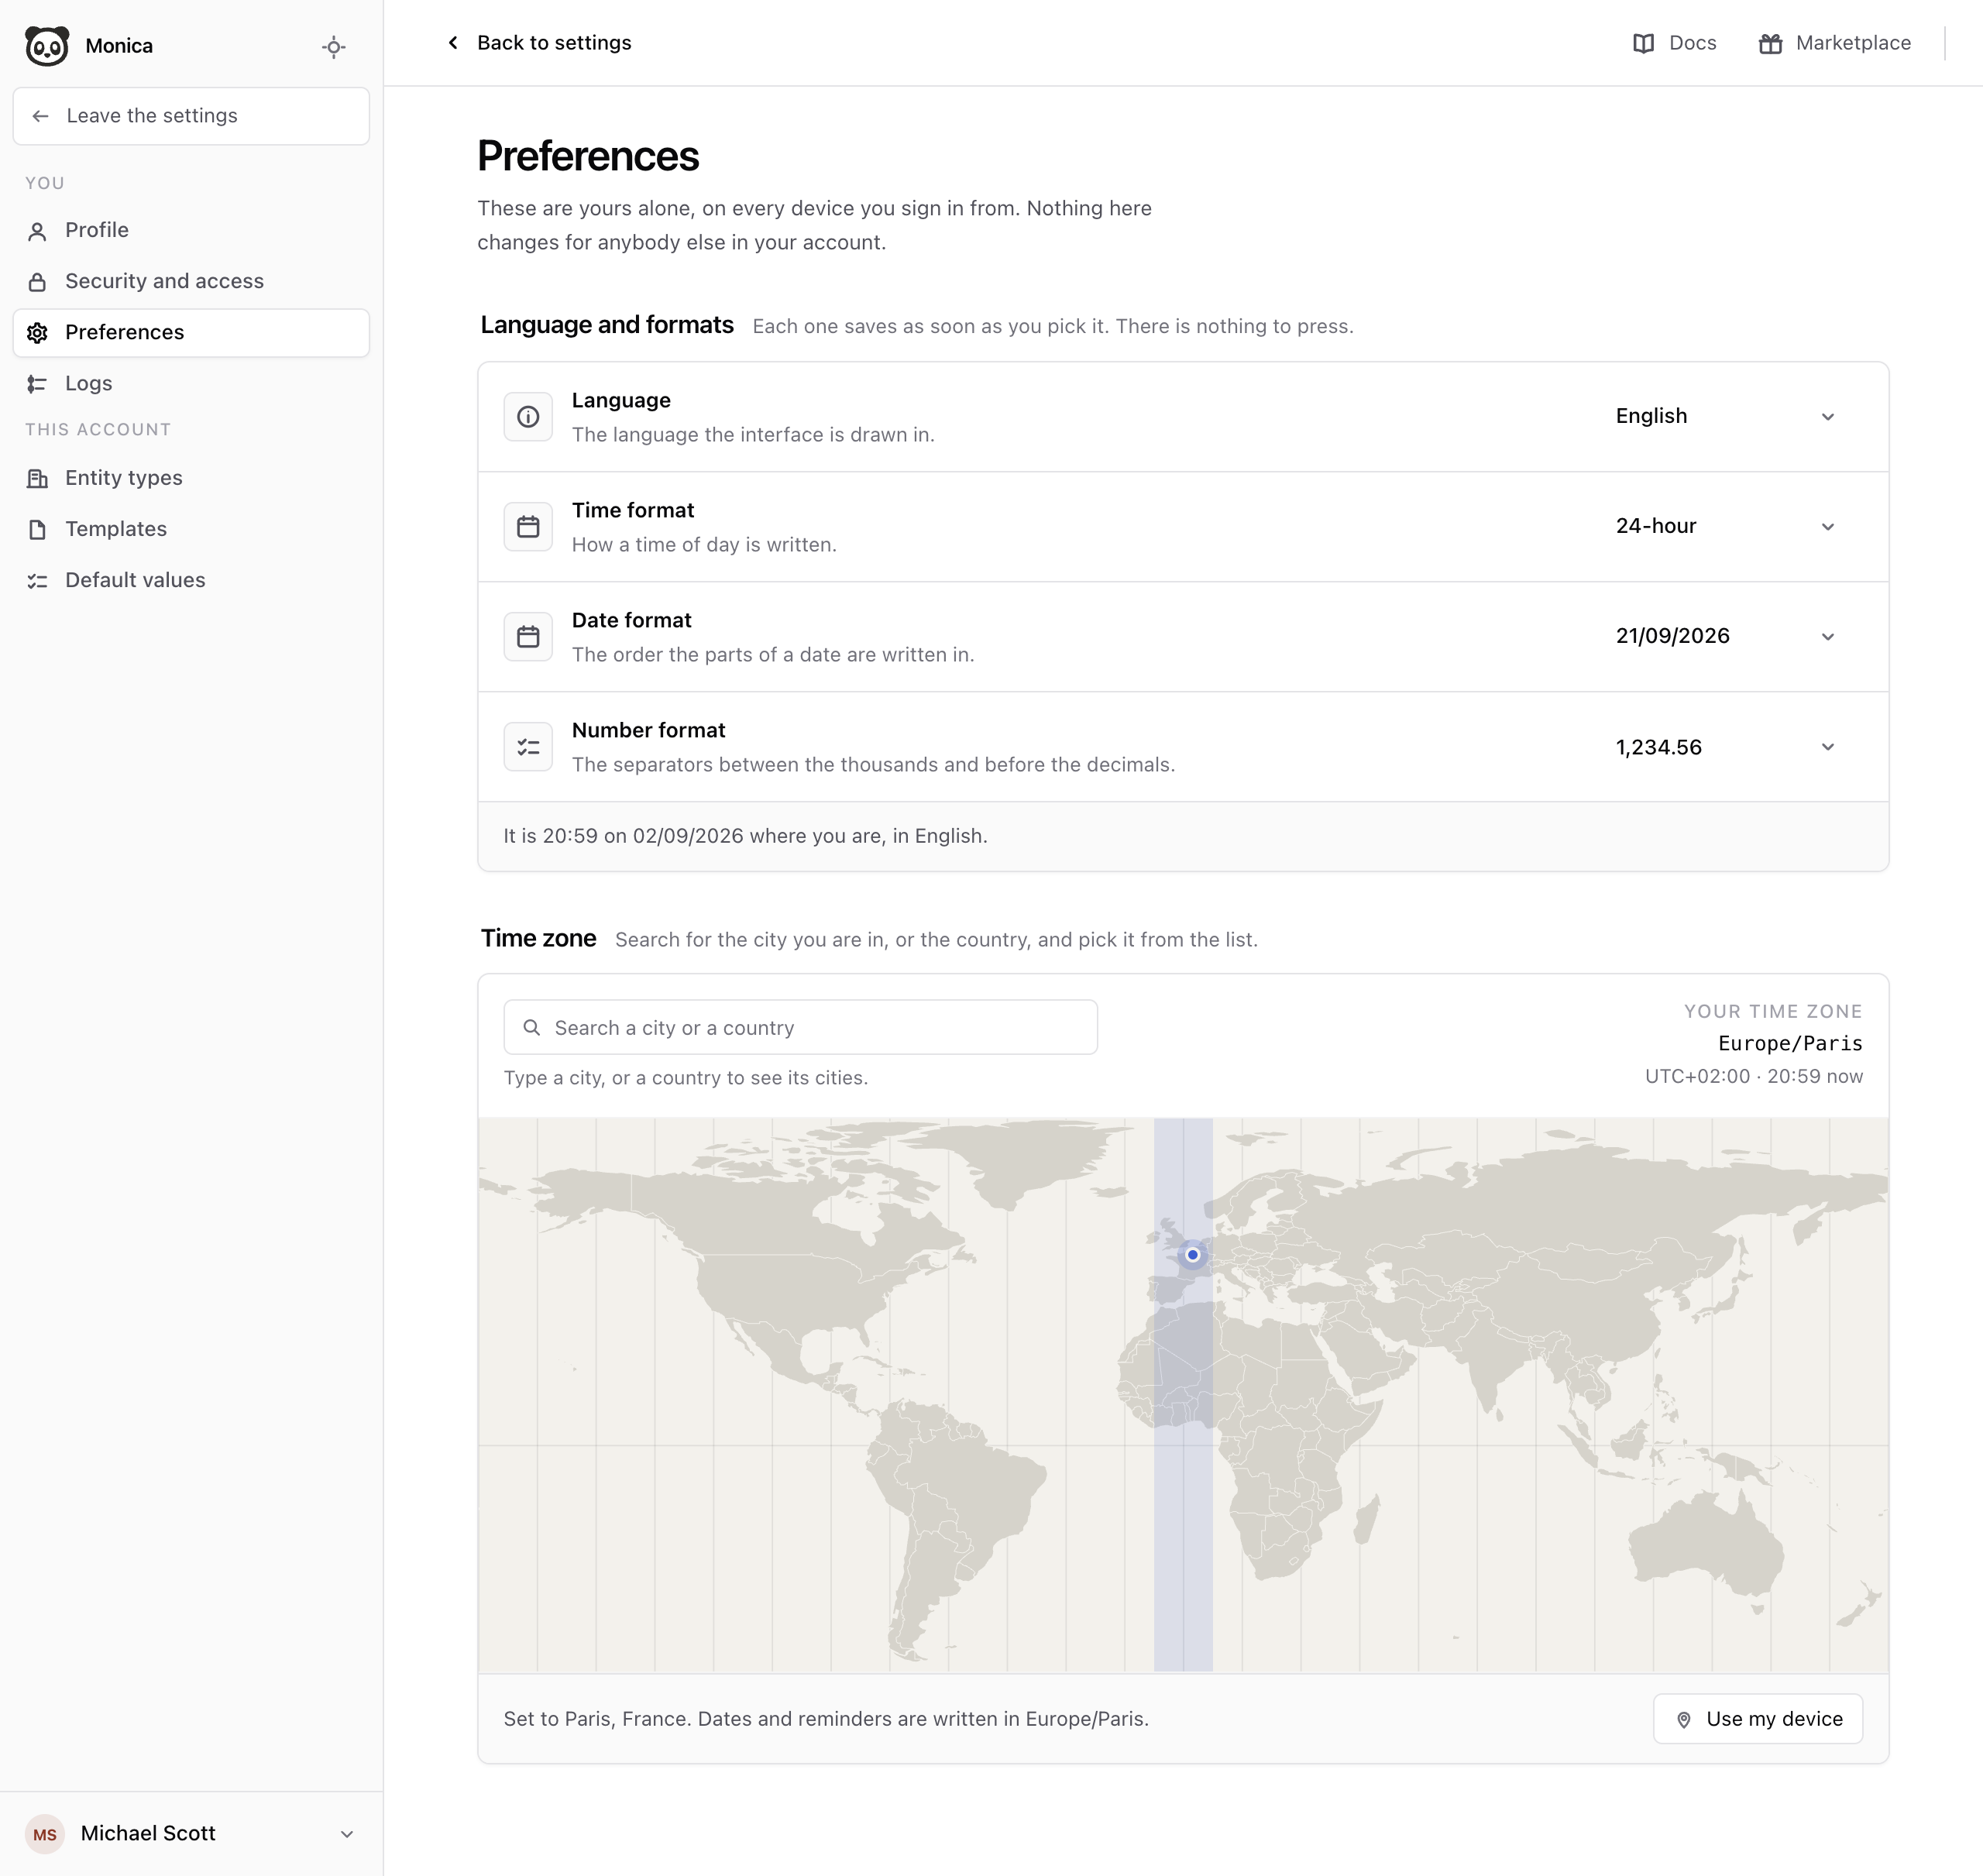 Monica
Leave the settings
YOU
Profile
Security and access
Preferences
Logs
THIS ACCOUNT
Entity types
Templates
Default values
MS
Michael Scott
Back to settings
Docs
Marketplace
Preferences
These are yours alone, on every device you sign in from. Nothing here
changes for anybody else in your account.
Language and formats
Each one saves as soon as you pick it. There is nothing to press.
Language
The language the interface is drawn in.
English
Time format
How a time of day is written.
24-hour
Date format
The order the parts of a date are written in.
21/09/2026
Number format
The separators between the thousands and before the decimals.
1,234.56
It is 20:59 on 02/09/2026 where you are, in English.
Time zone
Search for the city you are in, or the country, and pick it from the list.
Search a city or a country
Type a city, or a country to see its cities.
YOUR TIME ZONE
Europe/Paris
UTC+02:00 · 20:59 now
Set to Paris, France. Dates and reminders are written in Europe/Paris.
Use my device